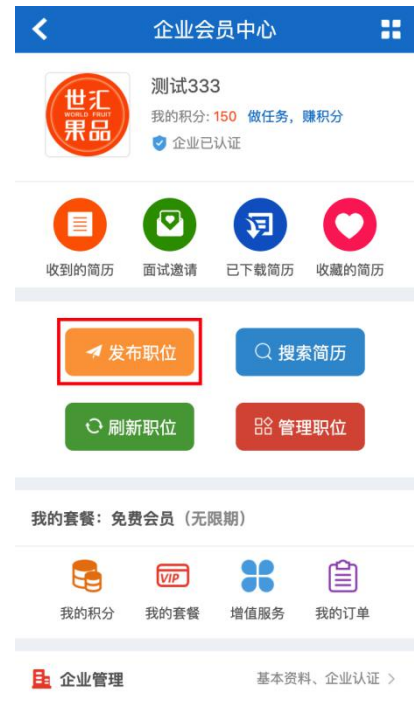 企业会员中心
世汇
WORLD FRUIT
果品
测试333
我的积分: 150 做任务，赚积分
企业已认证
收到的简历 面试邀请 已下载简历 收藏的简历
发布职位 搜索简历
刷新职位 管理职位
我的套餐：免费会员（无限期）
VIP
我的积分 我的套餐 增值服务 我的订单
企业管理 基本资料、企业认证